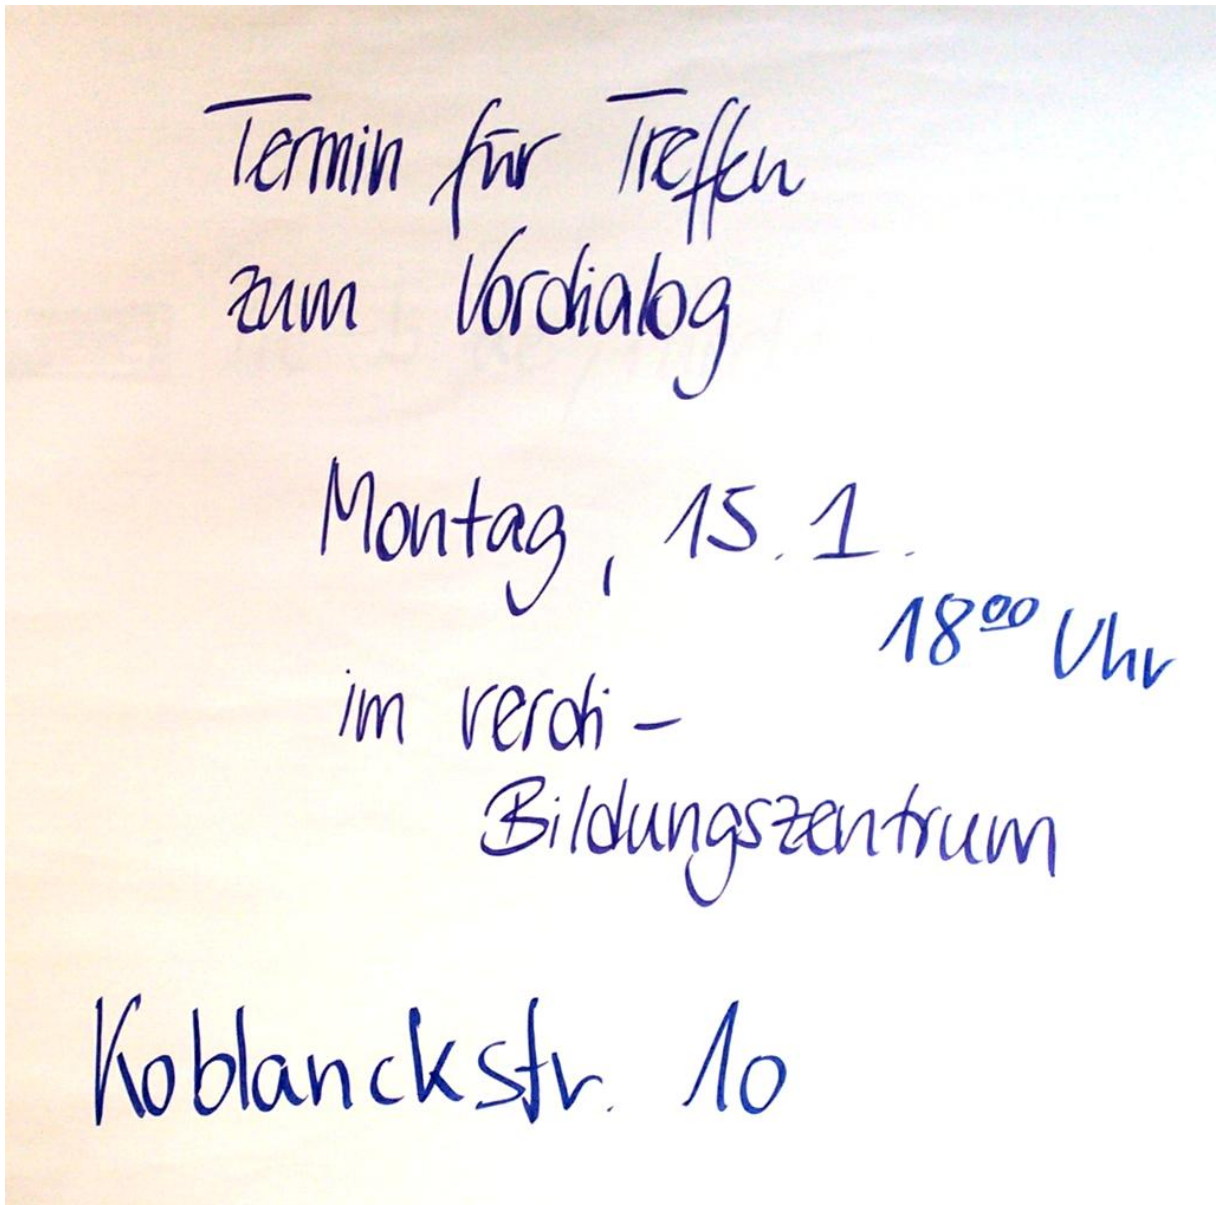 Termin für Treffen
zum Vordialog
Montag, 15. 1.
18⁰⁰ Uhr
im verdi -
Bildungszentrum
Koblanckstr. 10